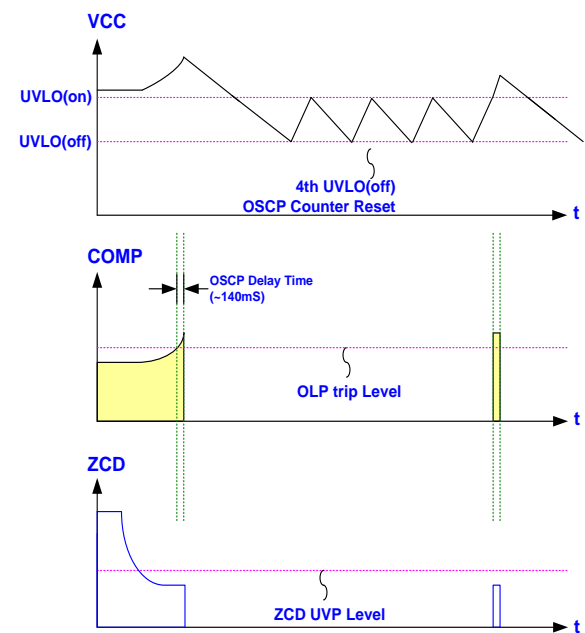 VCC
UVLO(on)
UVLO(off)
4th UVLO(off)
OSCP Counter Reset
t
COMP
OSCP Delay Time
(~140mS)
OLP trip Level
t
ZCD
ZCD UVP Level
t